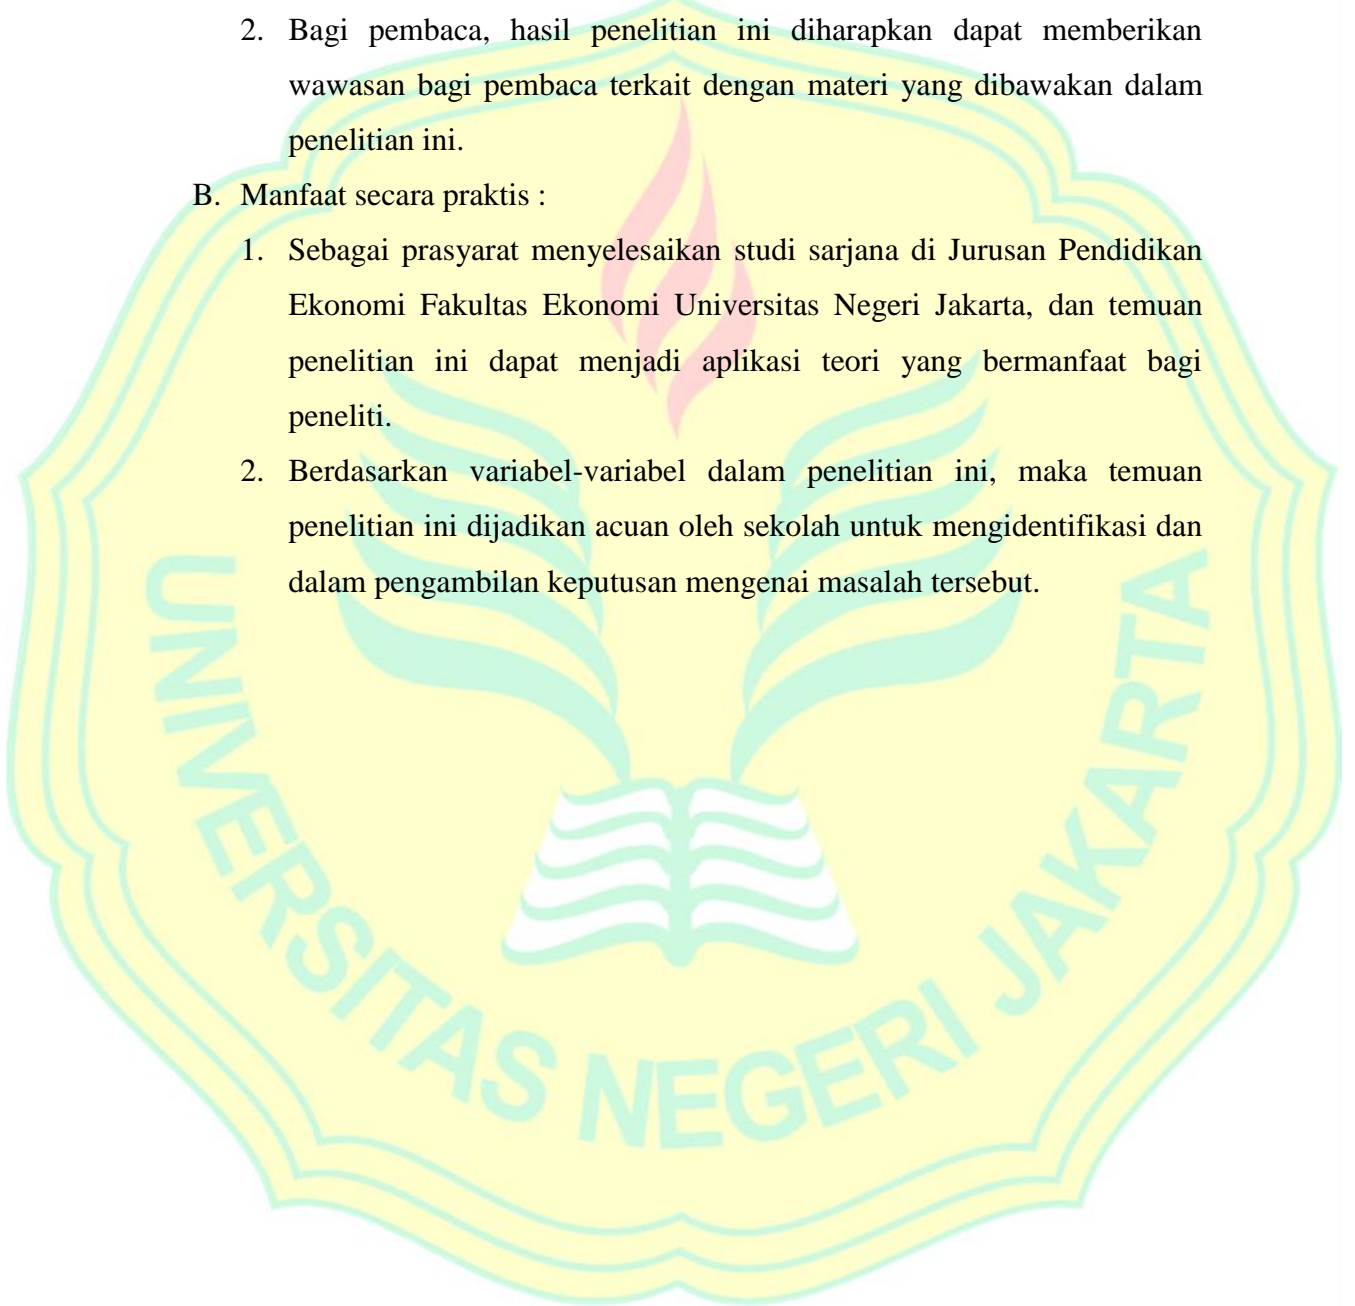 2. Bagi pembaca, hasil penelitian ini diharapkan dapat memberikan
wawasan bagi pembaca terkait dengan materi yang dibawakan dalam
penelitian ini.
B. Manfaat secara praktis :
1. Sebagai prasyarat menyelesaikan studi sarjana di Jurusan Pendidikan
Ekonomi Fakultas Ekonomi Universitas Negeri Jakarta, dan temuan
penelitian ini dapat menjadi aplikasi teori yang bermanfaat bagi
peneliti.
2. Berdasarkan variabel-variabel dalam penelitian ini, maka temuan
penelitian ini dijadikan acuan oleh sekolah untuk mengidentifikasi dan
dalam pengambilan keputusan mengenai masalah tersebut.
UNIVERSITAS NEGERI JAKARTA